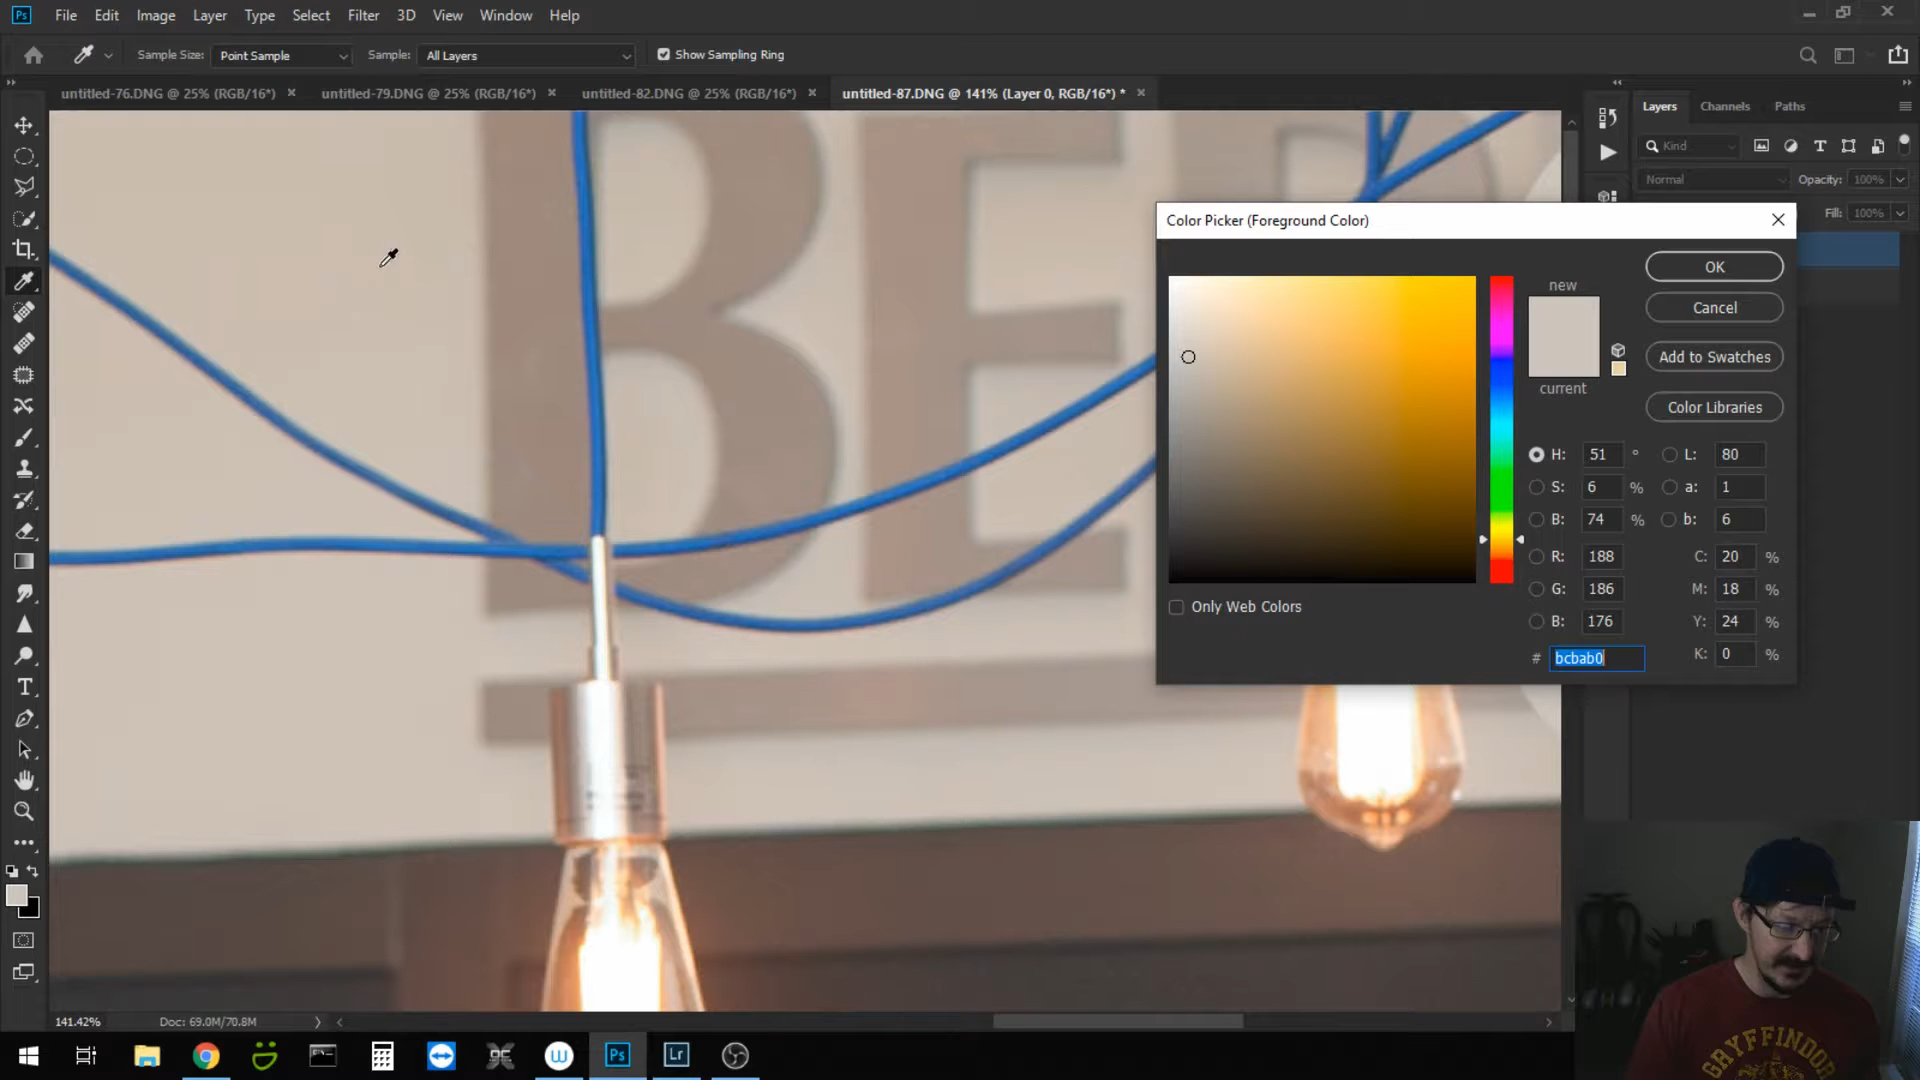 Ps File Edit Image Layer Type Select Filter 3D View Window Help
Sample Size: Point Sample Sample: All Layers Show Sampling Ring
untitled-76.DNG @ 25% (RGB/16*) × untitled-79.DNG @ 25% (RGB/16*) × untitled-82.DNG @ 25% (RGB/16*) × untitled-87.DNG @ 141% (Layer 0, RGB/16*) * ×
Layers Channels Paths
Kind
Normal Opacity: 100%
Fill: 100%
BE
Color Picker (Foreground Color)
new
current
OK
Cancel
Add to Swatches
Color Libraries
H: 51 ° L: 80
S: 6 % a: 1
B: 74 % b: 6
R: 188 C: 20 %
G: 186 M: 18 %
B: 176 Y: 24 %
# bcbab0 K: 0 %
Only Web Colors
141.42% Doc: 69.0M/70.8M
Ps Lr
GRYFFINDOR